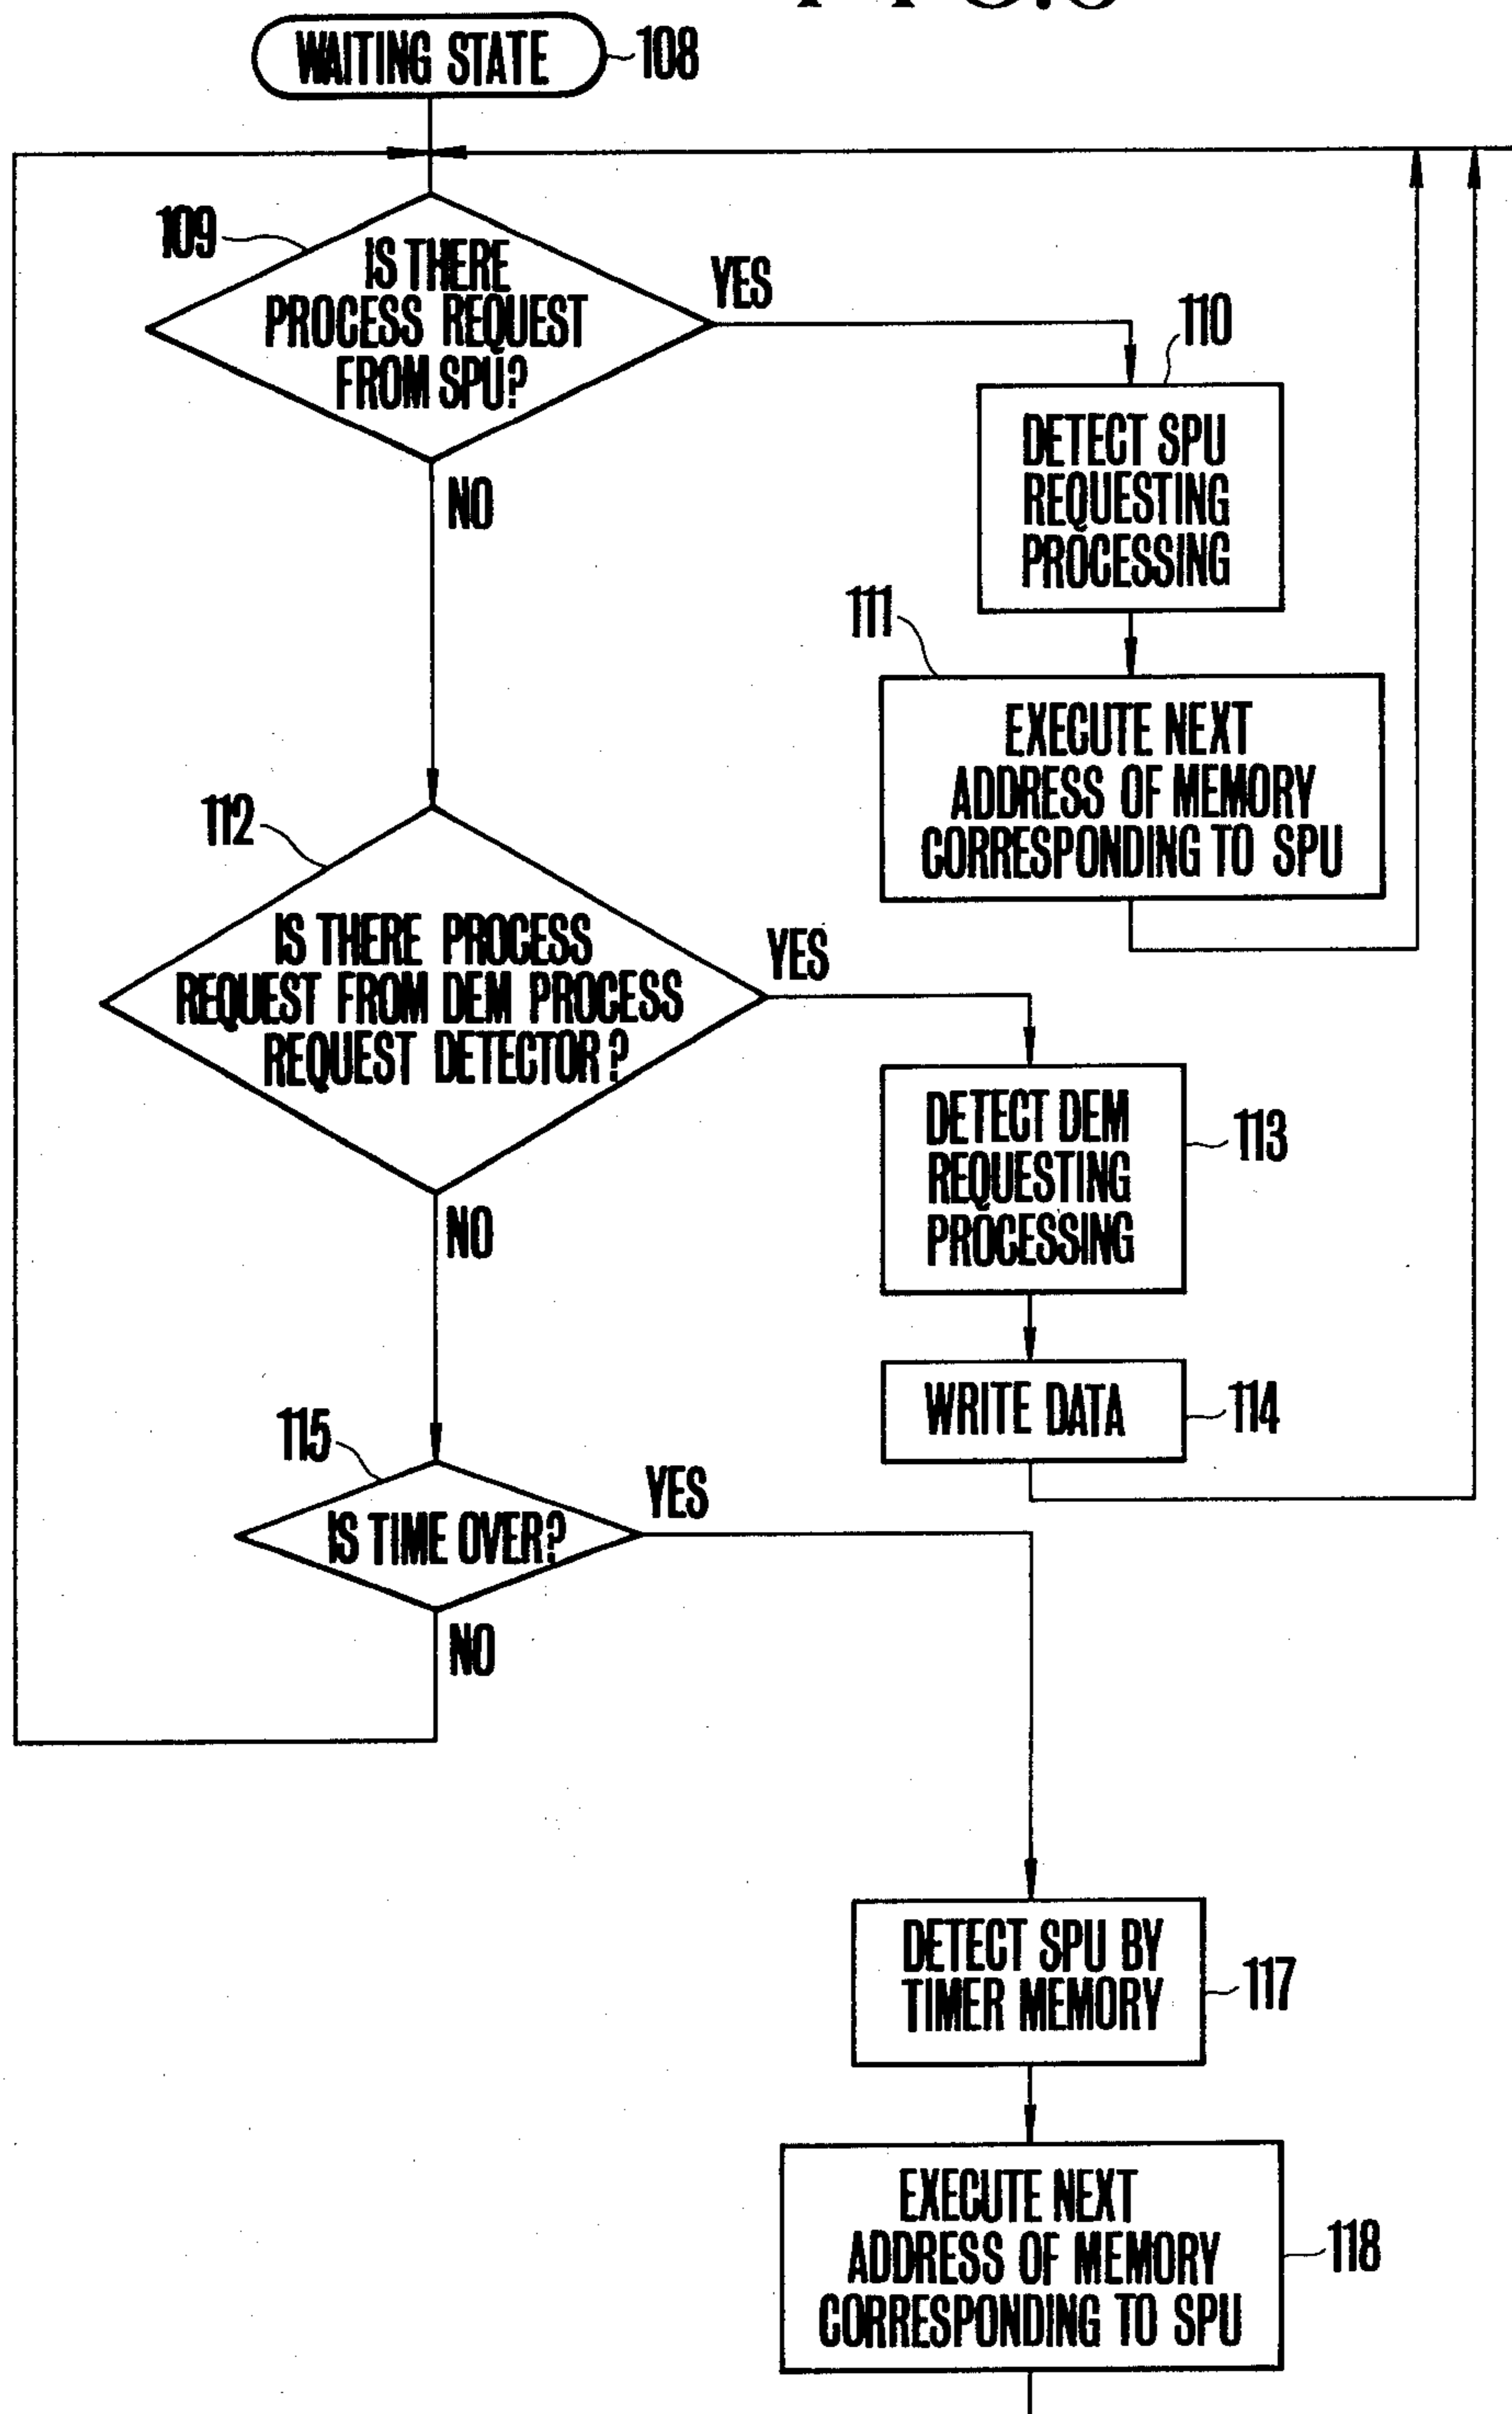 WAITING STATE
108
109
IS THERE
PROCESS REQUEST
FROM SPU?
YES
NO
110
DETECT SPU
REQUESTING
PROCESSING
111
EXECUTE NEXT
ADDRESS OF MEMORY
CORRESPONDING TO SPU
112
IS THERE PROCESS
REQUEST FROM DEM PROCESS
REQUEST DETECTOR?
YES
NO
DETECT DEM
REQUESTING
PROCESSING
113
WRITE DATA
114
115
IS TIME OVER?
YES
NO
DETECT SPU BY
TIMER MEMORY
117
EXECUTE NEXT
ADDRESS OF MEMORY
CORRESPONDING TO SPU
118